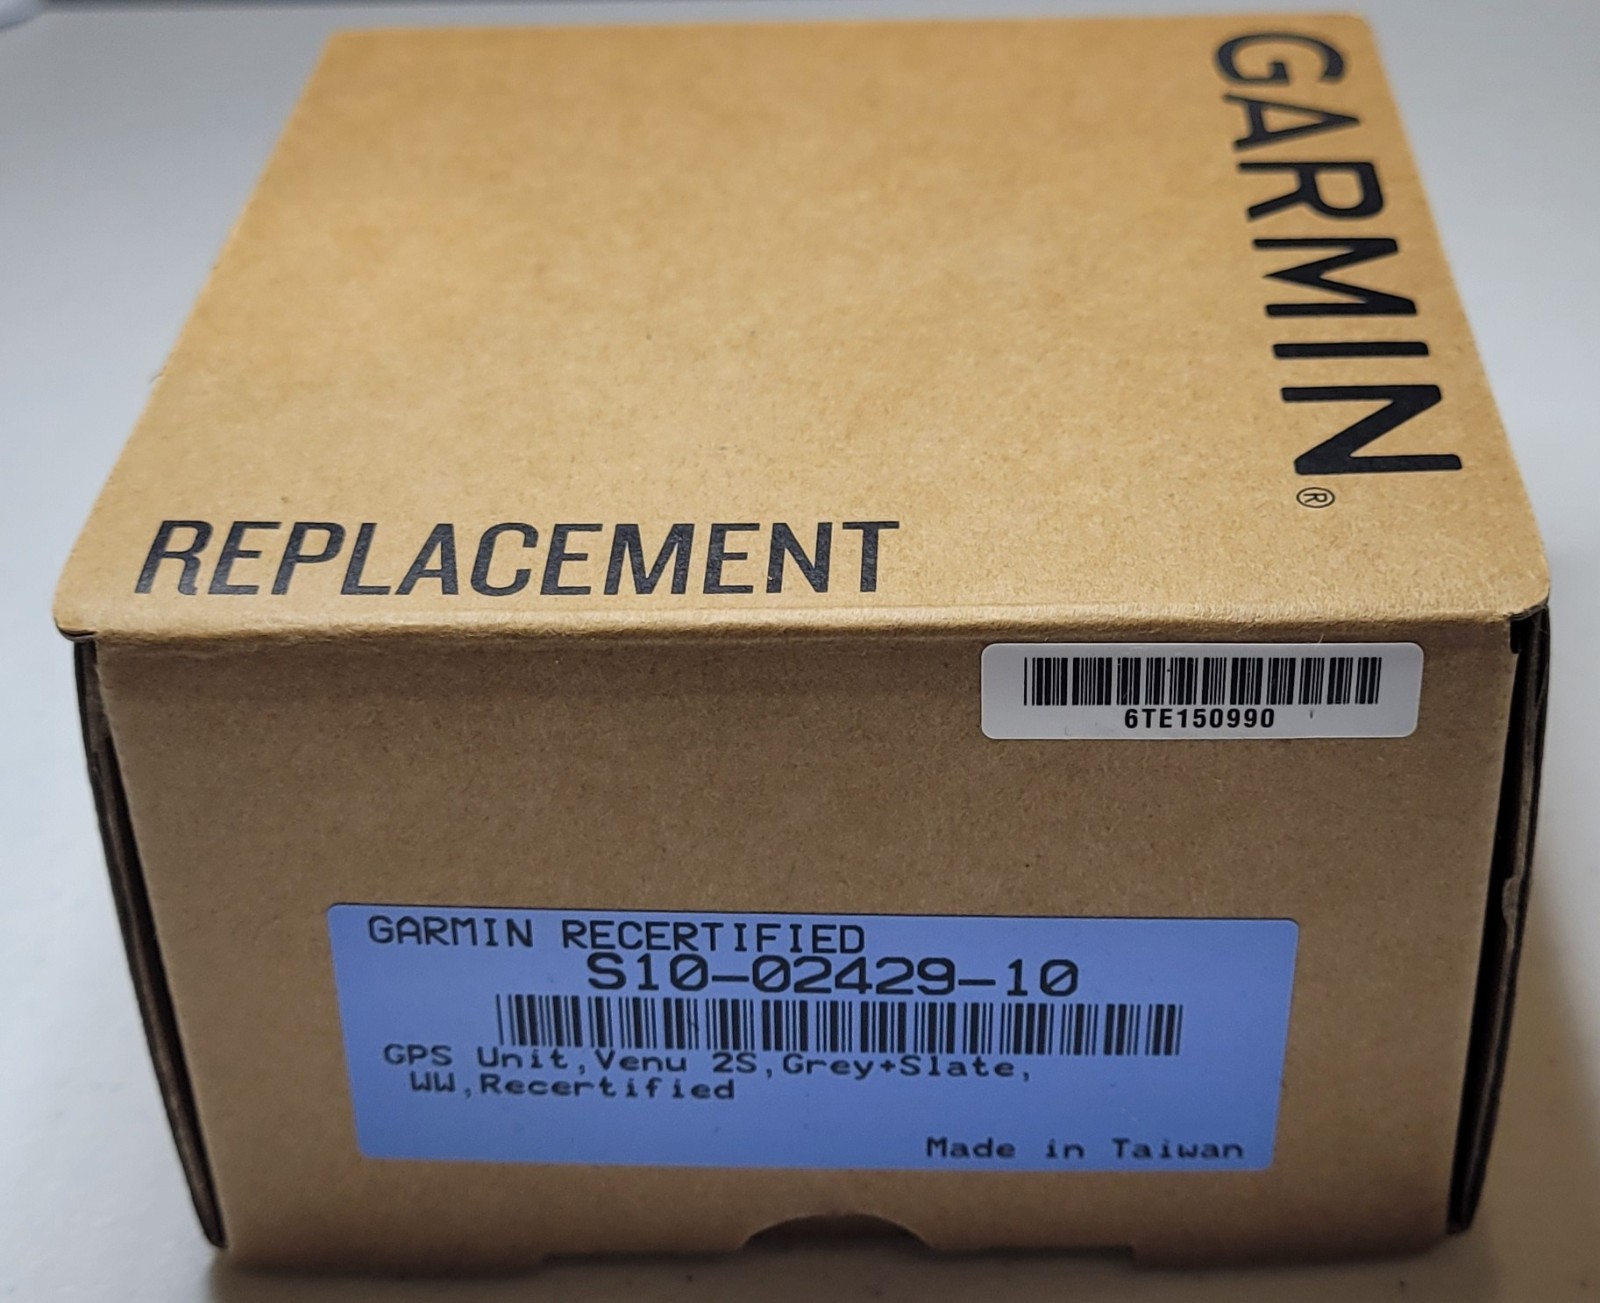 GARMIN®
REPLACEMENT
6TE150990
GARMIN RECERTIFIED
S10-02429-10
GPS Unit,Venu 2S,Grey+Slate,
WW,Recertified
Made in Taiwan